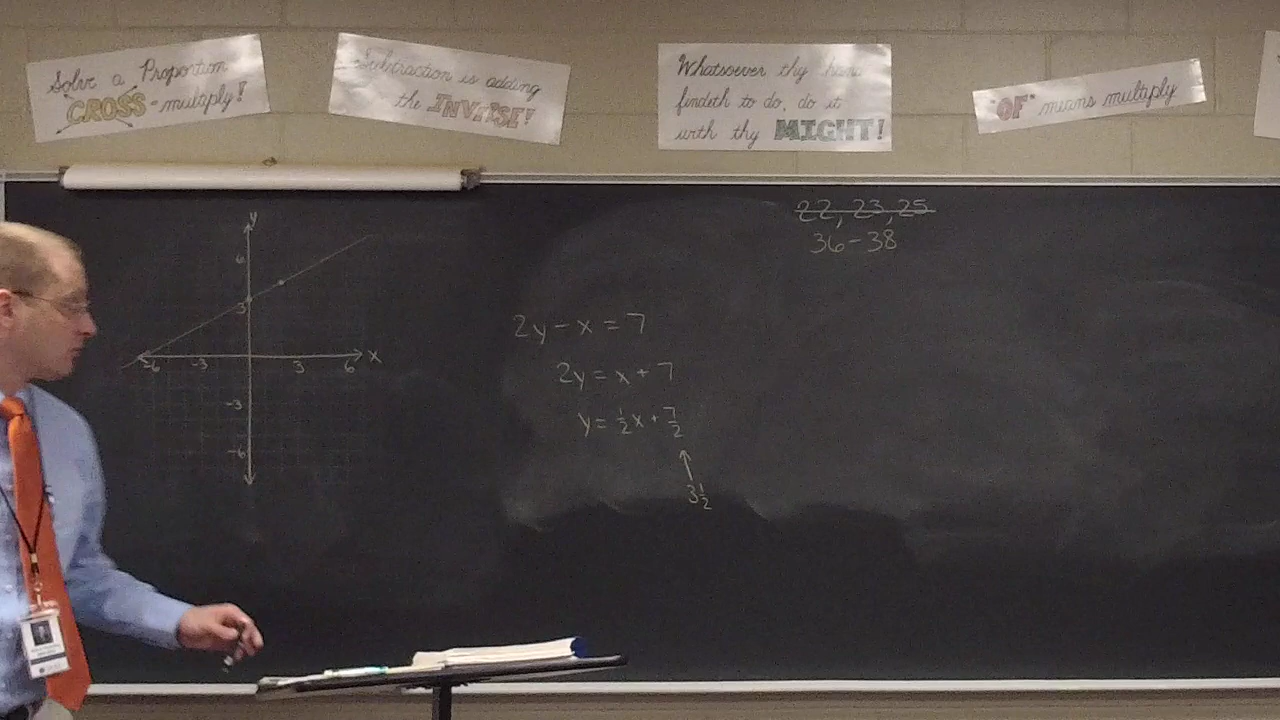 Solve a Proportion
CROSS-multiply!
Subtraction is adding
the INVERSE!
Whatsoever thy hand
findeth to do, do it
with thy MIGHT!
"OF" means multiply
22, 23, 25
36-38
y
6
3
-6 -3 3 6 x
-3
-6
2y - x = 7
2y = x + 7
y = ½x + 7/2
3½